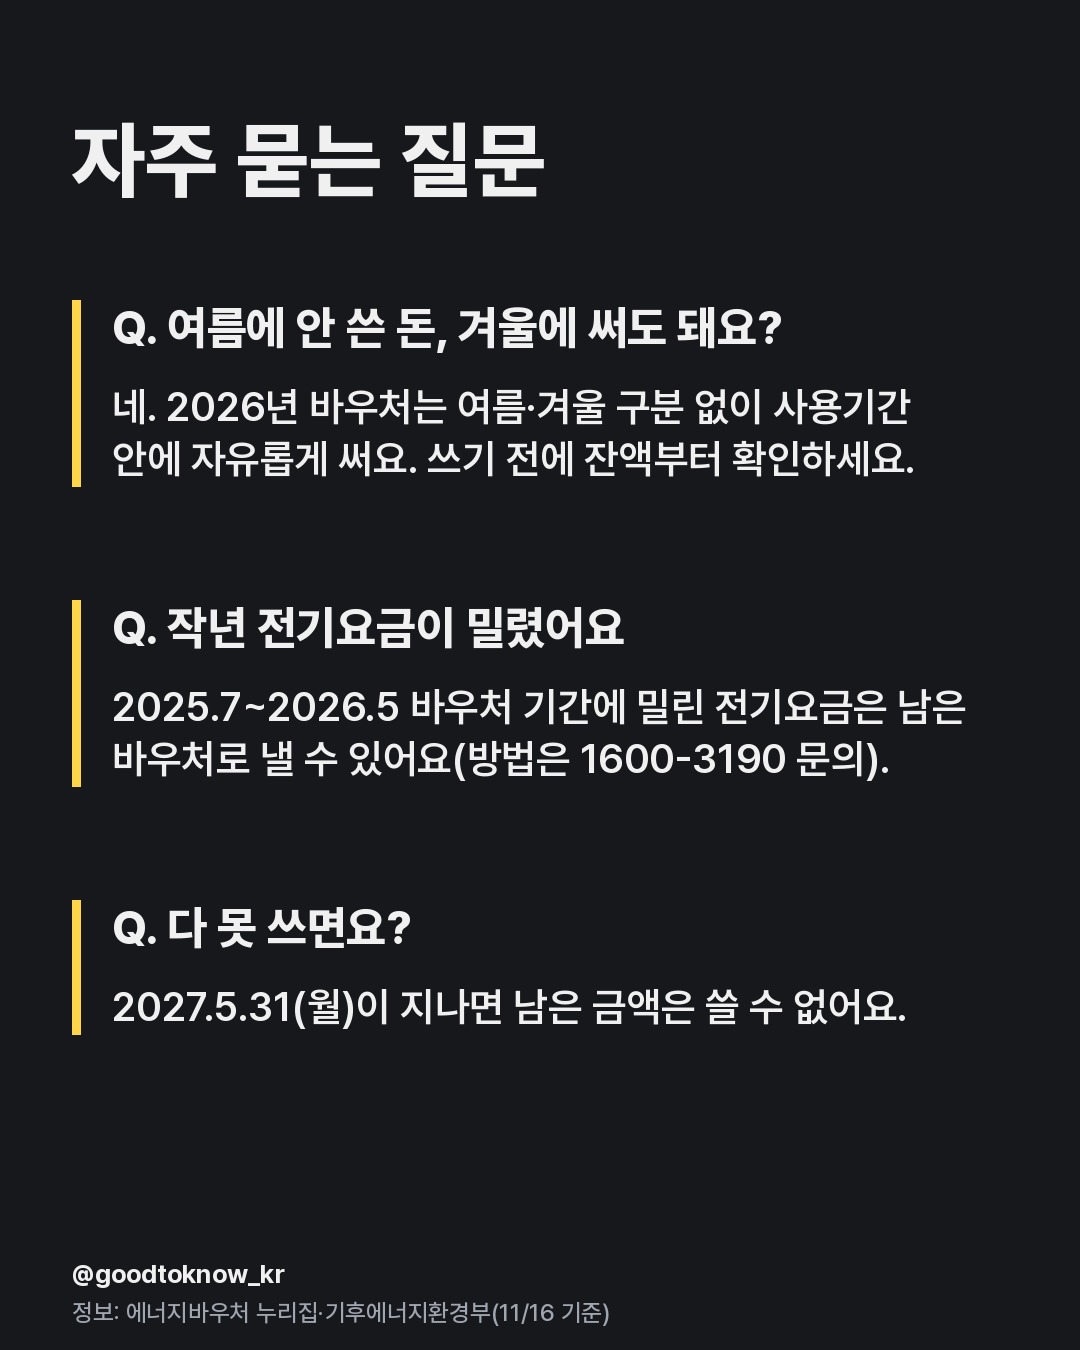 자주 묻는 질문
Q. 여름에 안 쓴 돈, 겨울에 써도 돼요?
네. 2026년 바우처는 여름·겨울 구분 없이 사용기간
안에 자유롭게 써요. 쓰기 전에 잔액부터 확인하세요.
Q. 작년 전기요금이 밀렸어요
2025.7~2026.5 바우처 기간에 밀린 전기요금은 남은
바우처로 낼 수 있어요(방법은 1600-3190 문의).
Q. 다 못 쓰면요?
2027.5.31(월)이 지나면 남은 금액은 쓸 수 없어요.
@goodtoknow_kr
정보: 에너지바우처 누리집·기후에너지환경부(11/16 기준)